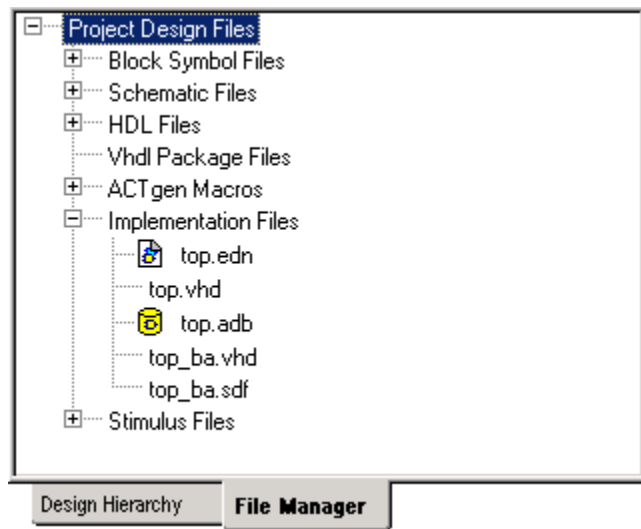 Project Design Files
Block Symbol Files
Schematic Files
HDL Files
Vhdl Package Files
ACTgen Macros
Implementation Files
top.edn
top.vhd
top.adb
top_ba.vhd
top_ba.sdf
Stimulus Files
Design Hierarchy File Manager